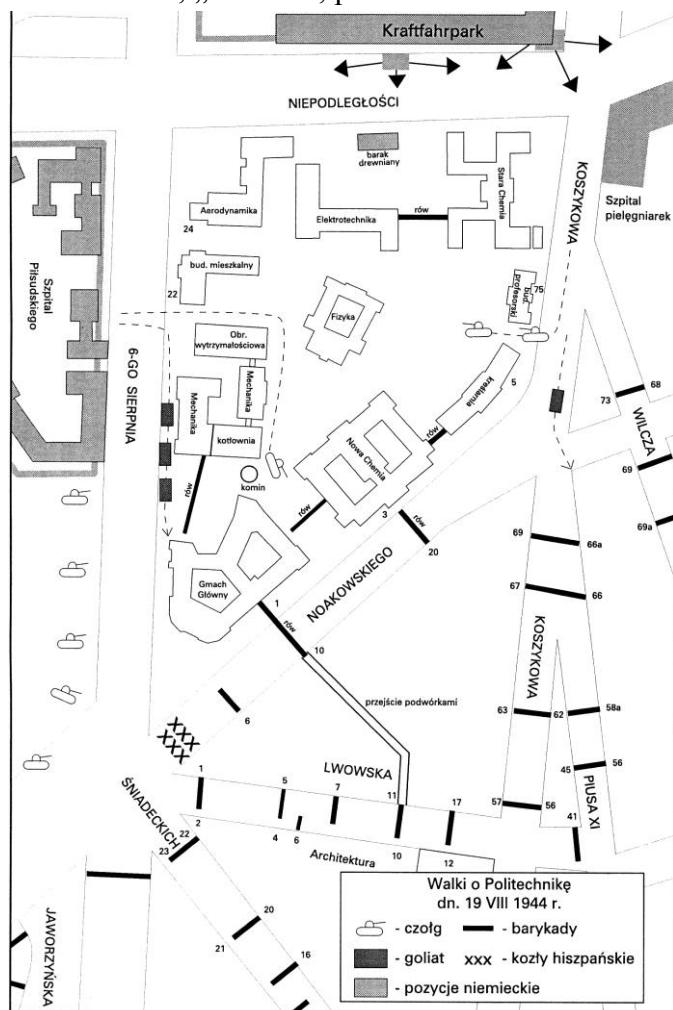 Kraftfahrpark
NIEPODLEGŁOŚCI
barak
drewniany
Stara Chemia
KOSZYKOWA
Szpital
pielęgniarek
Aerodynamika
24
Elektrotechnika
rów
bud. mieszkalny
22
Szpital
Piłsudskiego
Fizyka
bud.
profesorski
75
6-GO SIERPNIA
Obr.
wytrzymałościowa
Mechanika
Mechanika
kotłownia
komin
rów
kreślarnia
5
rów
Nowa Chemia
rów
3
rów
20
NOAKOWSKIEGO
Gmach
Główny
1
rów
10
73
68
WILCZA
69
69a
69
66a
67
66
KOSZYKOWA
przejście podwórkami
6
XXX
XXX
63
62
58a
45
56
PIUSA XI
57
56
41
LWOWSKA
1
5
7
11
17
2
4
6
10
12
Architektura
ŚNIADECKICH
22
23
20
21
16
JAWORZYŃSKA
Walki o Politechnikę
dn. 19 VIII 1944 r.
- czołg
- barykady
- goliat
xxx - kozły hiszpańskie
- pozycje niemieckie